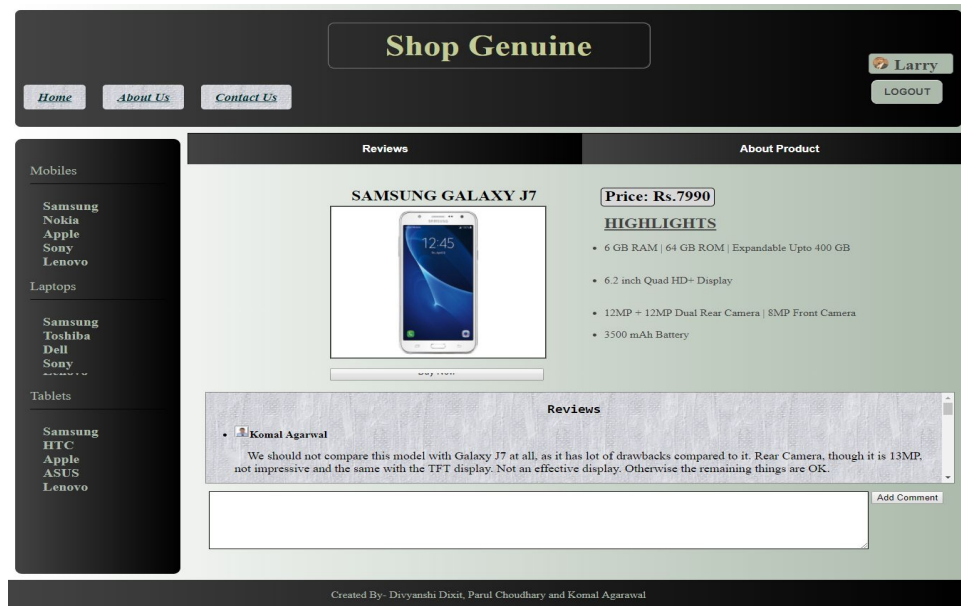 Shop Genuine
Larry
LOGOUT
Home
About Us
Contact Us
Mobiles
Samsung
Nokia
Apple
Sony
Lenovo
Laptops
Samsung
Toshiba
Dell
Sony
Lenovo
Tablets
Samsung
HTC
Apple
ASUS
Lenovo
Reviews
About Product
SAMSUNG GALAXY J7
12:45
Buy Now
Price: Rs.7990
HIGHLIGHTS
• 6 GB RAM | 64 GB ROM | Expandable Upto 400 GB
• 6.2 inch Quad HD+ Display
• 12MP + 12MP Dual Rear Camera | 8MP Front Camera
• 3500 mAh Battery
Reviews
• Komal Agarwal
We should not compare this model with Galaxy J7 at all, as it has lot of drawbacks compared to it. Rear Camera, though it is 13MP,
not impressive and the same with the TFT display. Not an effective display. Otherwise the remaining things are OK.
Add Comment
Created By- Divyanshi Dixit, Parul Choudhary and Komal Agarawal